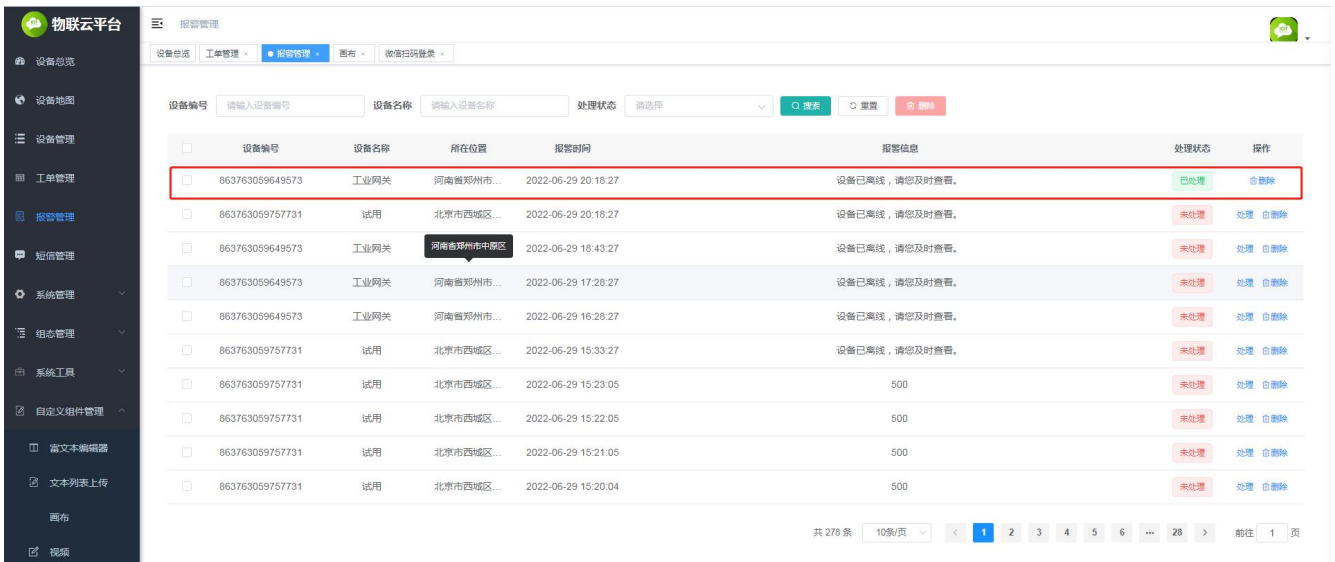 物联云平台
报警管理
设备总览 工单管理 × 报警管理 × 画布 × 微信扫码登录 ×
设备总览
设备地图
设备管理
工单管理
报警管理
短信管理
系统管理
组态管理
系统工具
自定义组件管理
富文本编辑器
文本列表上传
画布
视频
设备编号 请输入设备编号 设备名称 请输入设备名称 处理状态 请选择 搜索 重置 删除
设备编号 设备名称 所在位置 报警时间 报警信息 处理状态 操作
863763059649573 工业网关 河南省郑州市... 2022-06-29 20:18:27 设备已离线，请您及时查看。 已处理 删除
863763059757731 试用 北京市西城区... 2022-06-29 20:18:27 设备已离线，请您及时查看。 未处理 处理 删除
863763059649573 工业网关 河南省郑州市中原区 2022-06-29 18:43:27 设备已离线，请您及时查看。 未处理 处理 删除
863763059649573 工业网关 河南省郑州市... 2022-06-29 17:28:27 设备已离线，请您及时查看。 未处理 处理 删除
863763059649573 工业网关 河南省郑州市... 2022-06-29 16:28:27 设备已离线，请您及时查看。 未处理 处理 删除
863763059757731 试用 北京市西城区... 2022-06-29 15:33:27 设备已离线，请您及时查看。 未处理 处理 删除
863763059757731 试用 北京市西城区... 2022-06-29 15:23:05 500 未处理 处理 删除
863763059757731 试用 北京市西城区... 2022-06-29 15:22:05 500 未处理 处理 删除
863763059757731 试用 北京市西城区... 2022-06-29 15:21:05 500 未处理 处理 删除
863763059757731 试用 北京市西城区... 2022-06-29 15:20:04 500 未处理 处理 删除
共 278 条 10条/页 < 1 2 3 4 5 6 ... 28 > 前往 1 页